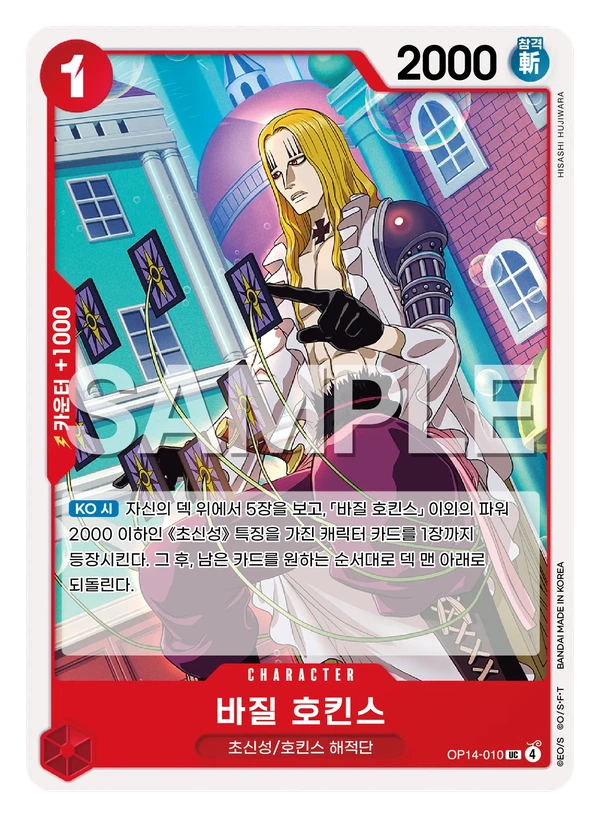 1
2000
참격
斬
HISASHI HUJIWARA
카운터 +1000
SAMPLE
KO 시 자신의 덱 위에서 5장을 보고, 「바질 호킨스」 이외의 파워
2000 이하인 《초신성》 특징을 가진 캐릭터 카드를 1장까지
등장시킨다. 그 후, 남은 카드를 원하는 순서대로 덱 맨 아래로
되돌린다.
CHARACTER
바질 호킨스
초신성/호킨스 해적단
OP14-010 UC 4
©EO/S ©O/S·F·T BANDAI MADE IN KOREA